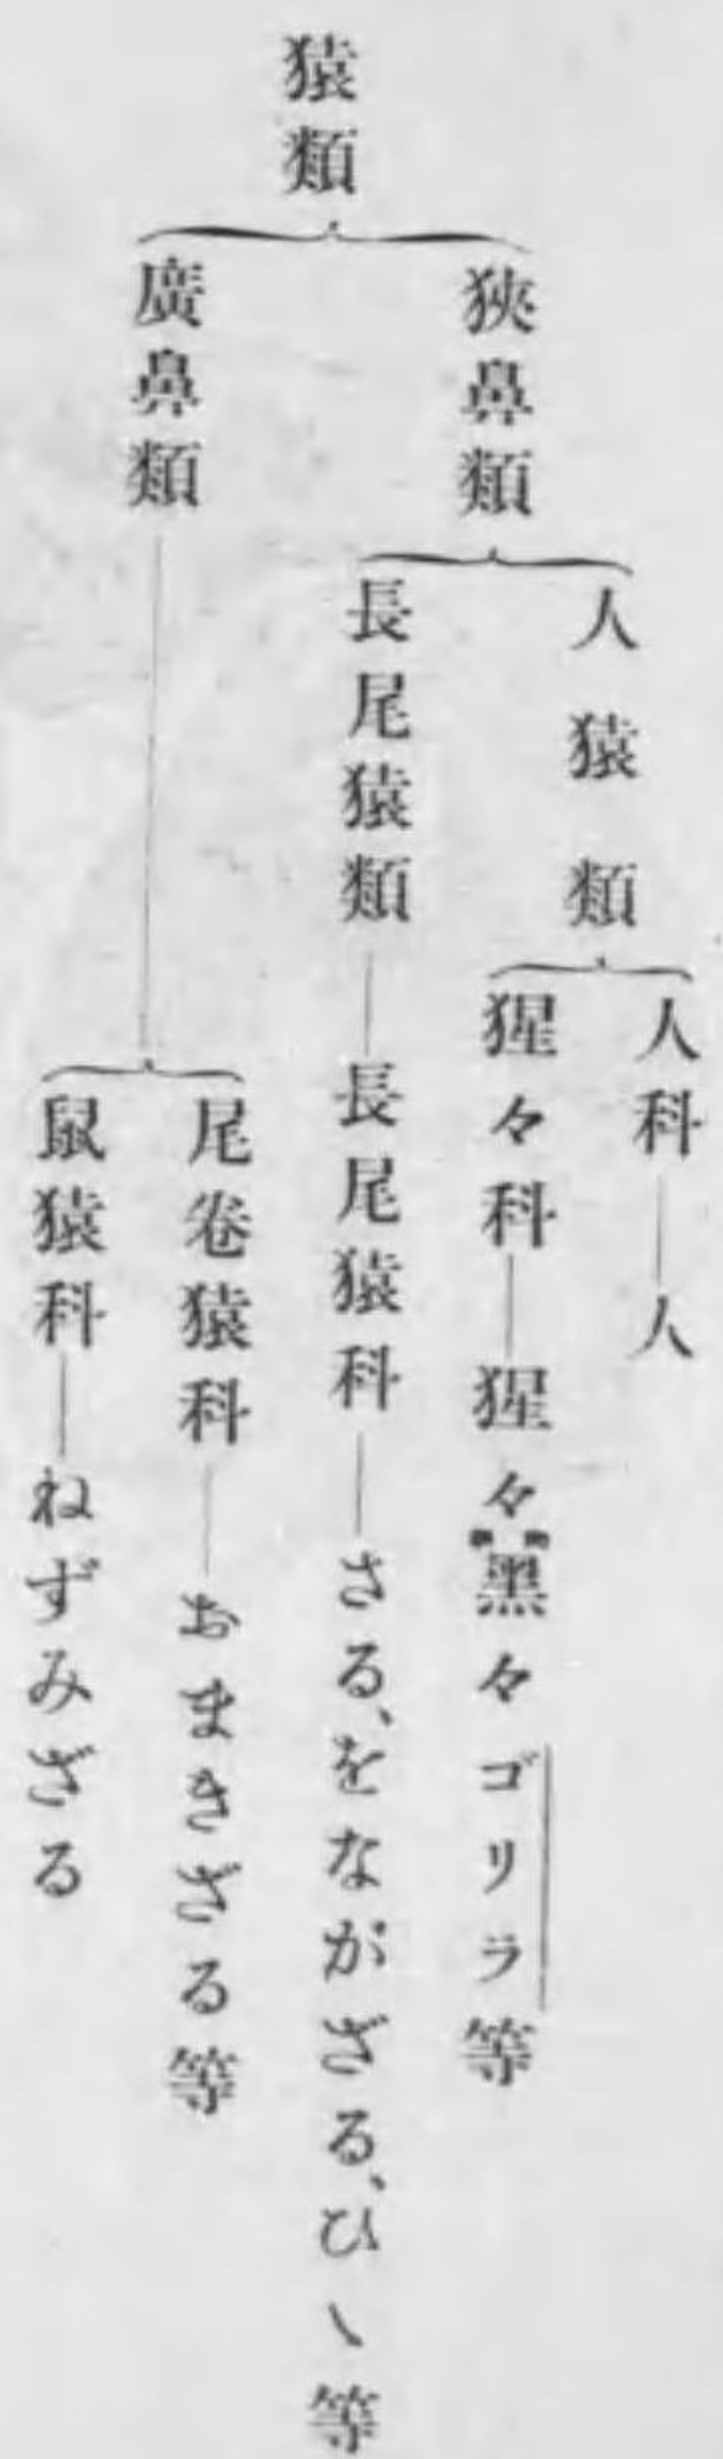 猿類
狹鼻類
人猿類
人科―人
猩々科―猩々黑々ゴリラ等
長尾猿類―長尾猿科―さる、をながざる、ひヽ等
廣鼻類
尾卷猿科―おまきざる等
鼠猿科―ねずみざる